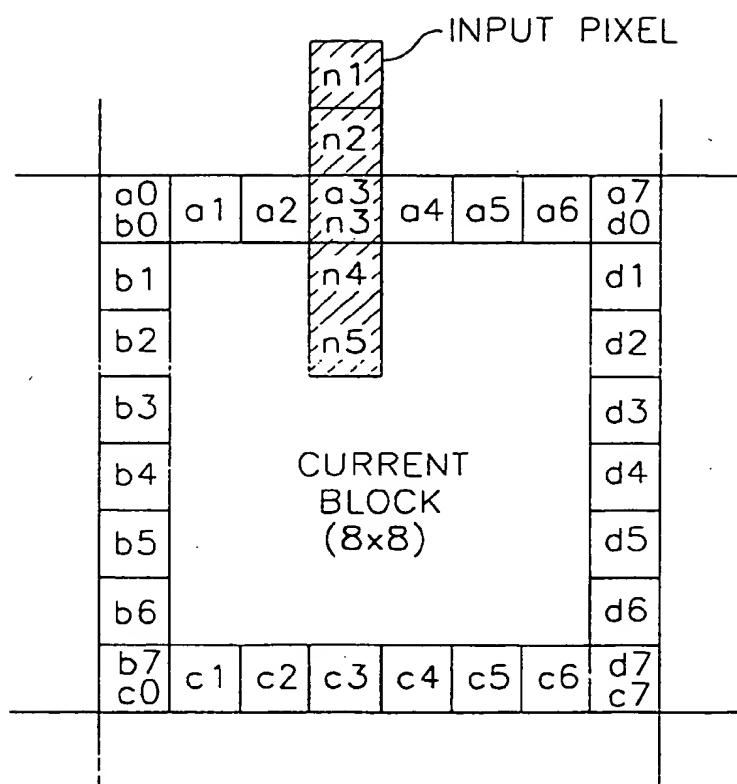 INPUT PIXEL
n1
n2
a0 a1 a2 a3 a4 a5 a6 a7
b0 n3 d0
b1 n4 d1
b2 n5 d2
b3 d3
b4 d4
b5 d5
b6 d6
CURRENT
BLOCK
(8x8)
b7 c1 c2 c3 c4 c5 c6 d7
c0 c7